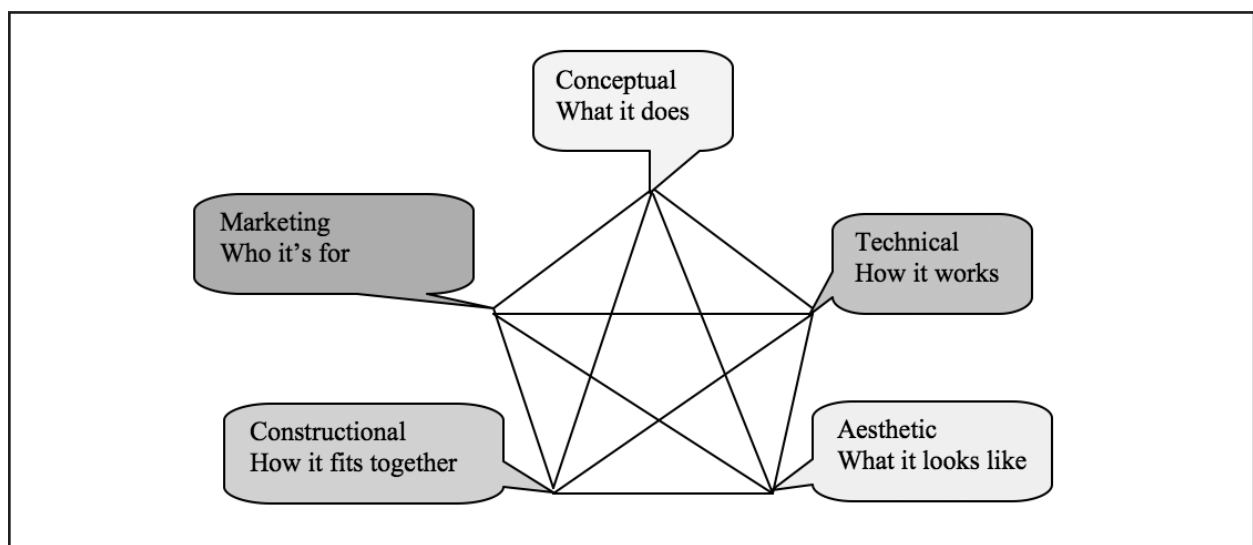 Conceptual
What it does
Marketing
Who it’s for
Technical
How it works
Constructional
How it fits together
Aesthetic
What it looks like